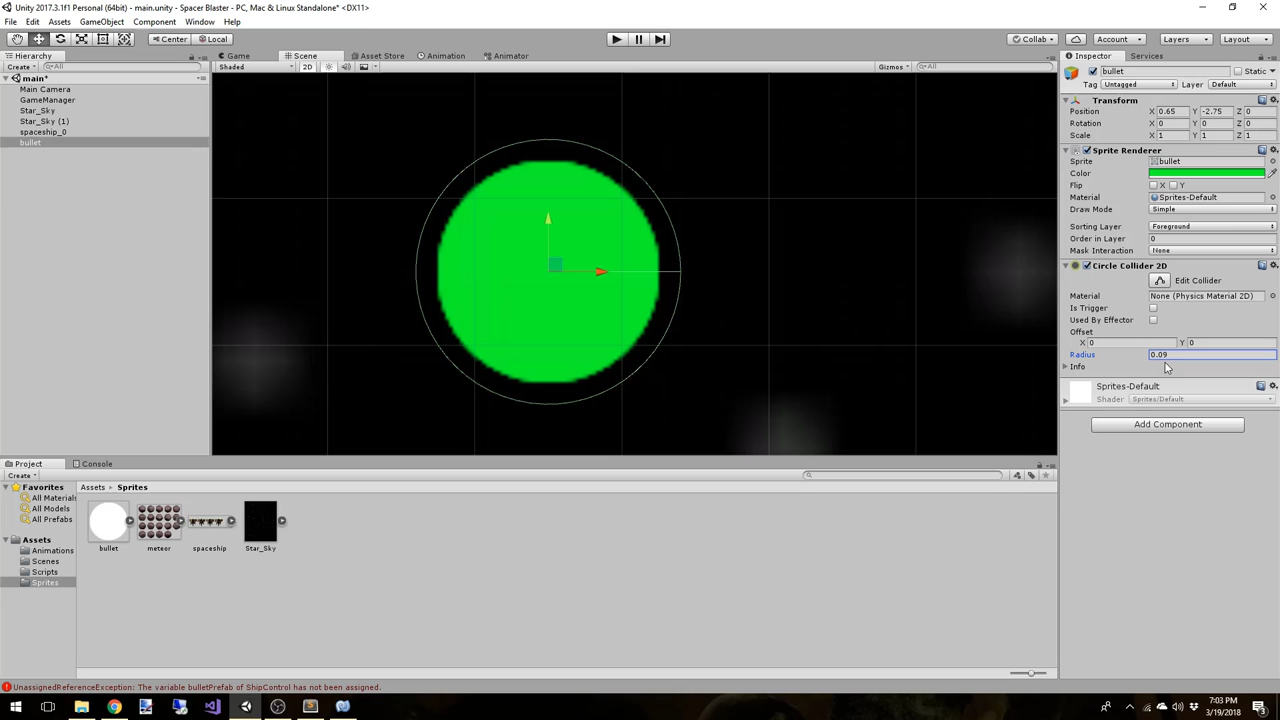 Unity 2017.3.1f1 Personal (64bit) - main.unity - Spacer Blaster - PC, Mac & Linux Standalone* <DX11>
File Edit Assets GameObject Component Window Help
Center Local Collab Account Layers Layout
Hierarchy Game Scene Asset Store Animation Animator Inspector Services
Create All Shaded 2D Gizmos All
bullet Static
main*
Tag Untagged Layer Default
Main Camera
GameManager
Star_Sky
Star_Sky (1)
spaceship_0
bullet
Transform
Position X 0.65 Y -2.75 Z 0
Rotation X 0 Y 0 Z 0
Scale X 1 Y 1 Z 1
Sprite Renderer
Sprite bullet
Color
Flip X Y
Material Sprites-Default
Draw Mode Simple
Sorting Layer Foreground
Order in Layer 0
Mask Interaction None
Circle Collider 2D
Edit Collider
Material None (Physics Material 2D)
Is Trigger
Used By Effector
Offset
X 0 Y 0
Radius 0.09
Info
Sprites-Default
Shader Sprites/Default
Add Component
Project Console
Create
Favorites
All Materials
All Models
All Prefabs
Assets
Animations
Scenes
Scripts
Sprites
Assets Sprites
bullet meteor spaceship Star_Sky
UnassignedReferenceException: The variable bulletPrefab of ShipControl has not been assigned.
7:03 PM
3/19/2018
3